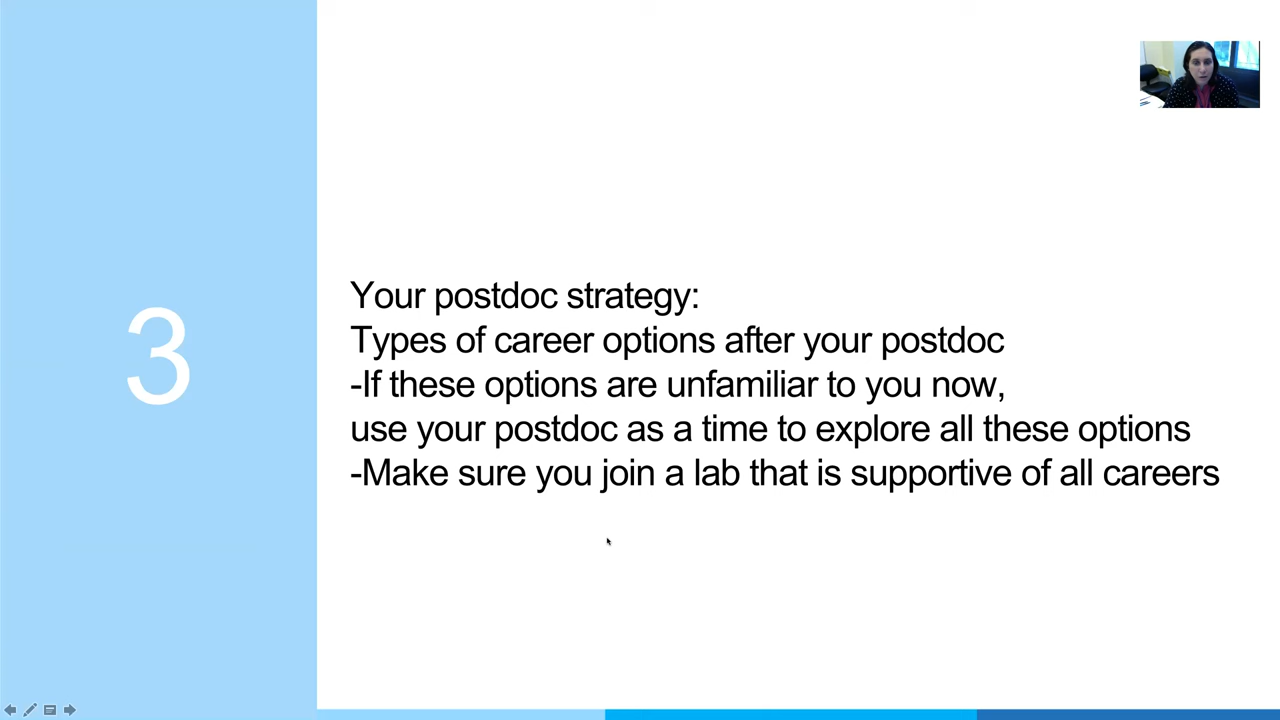 3
Your postdoc strategy:
Types of career options after your postdoc
-If these options are unfamiliar to you now,
use your postdoc as a time to explore all these options
-Make sure you join a lab that is supportive of all careers